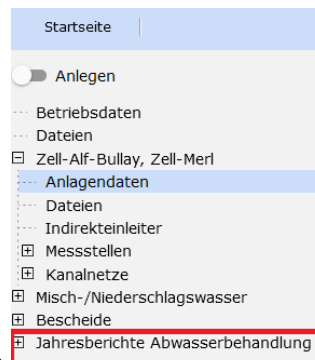 Startseite
Anlegen
Betriebsdaten
Dateien
Zell-Alf-Bullay, Zell-Merl
Anlagendaten
Dateien
Indirekteinleiter
Messstellen
Kanalnetze
Misch-/Niederschlagswasser
Bescheide
Jahresberichte Abwasserbehandlung